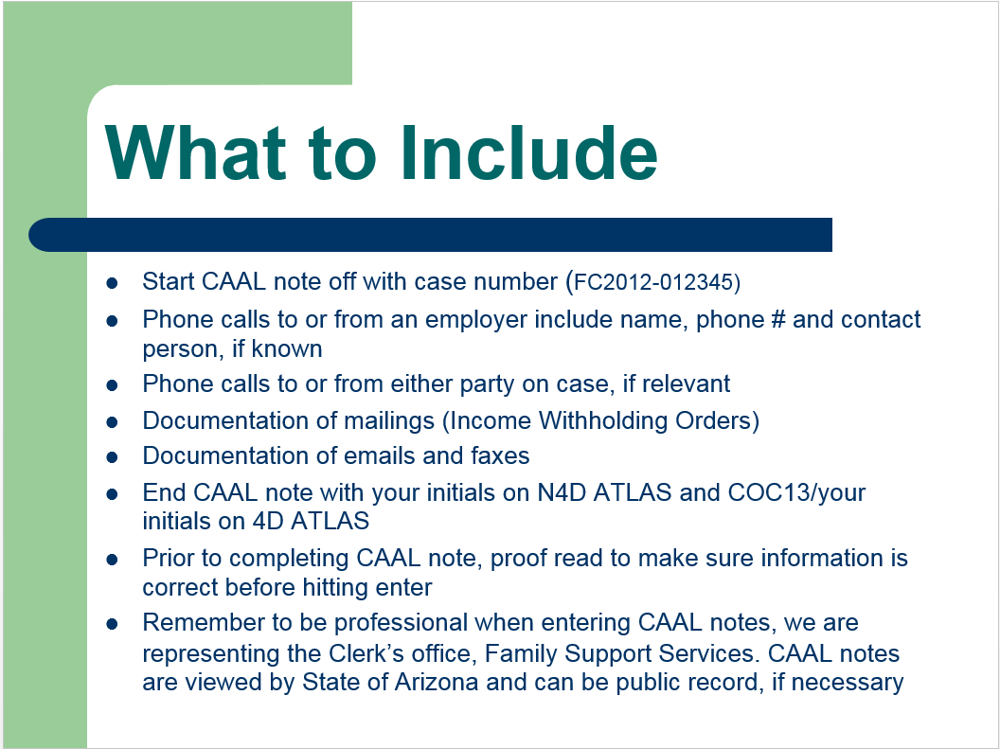 What to Include
Start CAAL note off with case number (FC2012-012345)
Phone calls to or from an employer include name, phone # and contact
person, if known
Phone calls to or from either party on case, if relevant
Documentation of mailings (Income Withholding Orders)
Documentation of emails and faxes
End CAAL note with your initials on N4D ATLAS and COC13/your
initials on 4D ATLAS
Prior to completing CAAL note, proof read to make sure information is
correct before hitting enter
Remember to be professional when entering CAAL notes, we are
representing the Clerk’s office, Family Support Services. CAAL notes
are viewed by State of Arizona and can be public record, if necessary